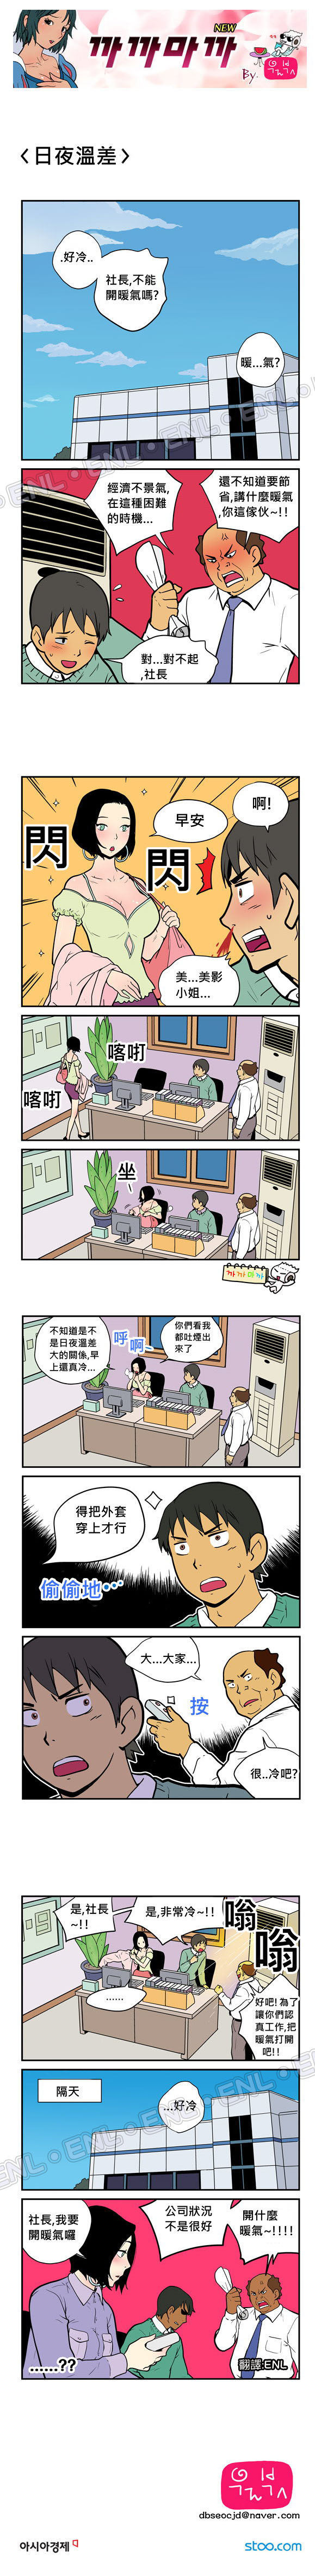 NEW
까까마까
By.
<日夜溫差>
.好冷..
社長,不能
開暖氣嗎?
暖...氣?
ENL
經濟不景氣,
在這種困難
的時機...
還不知道要節
省,講什麼暖氣
,你這傢伙~!!
對...對不起
,社長
閃
閃
早安
啊!
美...美影
小姐...
喀噔
喀噔
坐
까까마까
不知道是不
是日夜溫差
大的關係,早
上還真冷...
呼
啊~
你們看我
都吐煙出
來了
得把外套
穿上才行
偷偷地...
大...大家...
按
很..冷吧?
是,社長
~!!
是,非常冷~!!
嗡
嗡
......
好吧! 為了
讓你們認
真工作,把
暖氣打開
吧!!
隔天
...好冷
ENL
社長,我要
開暖氣囉
公司狀況
不是很好
開什麼
暖氣~!!!!
......??
翻譯:ENL
dbseocjd@naver.com
아시아경제
stoo.com